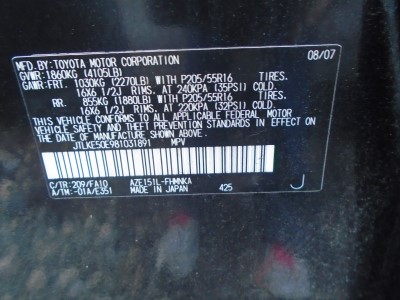 MFD.BY:TOYOTA MOTOR CORPORATION 08/07
GVWR:1860KG (4105LB)
GAWR:FRT. 1030KG (2270LB) WITH P205/55R16 TIRES.
16X6 1/2J RIMS, AT 240KPA (35PSI) COLD.
RR. 855KG (1880LB) WITH P205/55R16 TIRES.
16X6 1/2J RIMS, AT 220KPA (32PSI) COLD.
THIS VEHICLE CONFORMS TO ALL APPLICABLE FEDERAL MOTOR
VEHICLE SAFETY AND THEFT PREVENTION STANDARDS IN EFFECT ON
THE DATE OF MANUFACTURE SHOWN ABOVE.
JTLKE50E981031891 MPV
C/TR:209/FA10 AZE151L-FHMNKA
A/TM:-01A/E351 MADE IN JAPAN 425 J